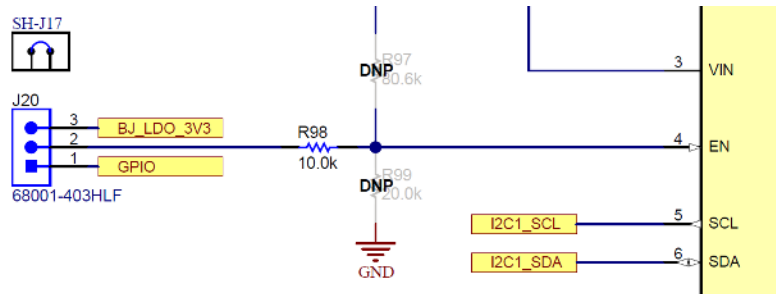 SH-J17
R97
DNP
80.6k
3
VIN
J20
3
BJ_LDO_3V3
2
R98
4
EN
1
GPIO
10.0k
R99
DNP
20.0k
68001-403HLF
I2C1_SCL
5
SCL
I2C1_SDA
6
SDA
GND